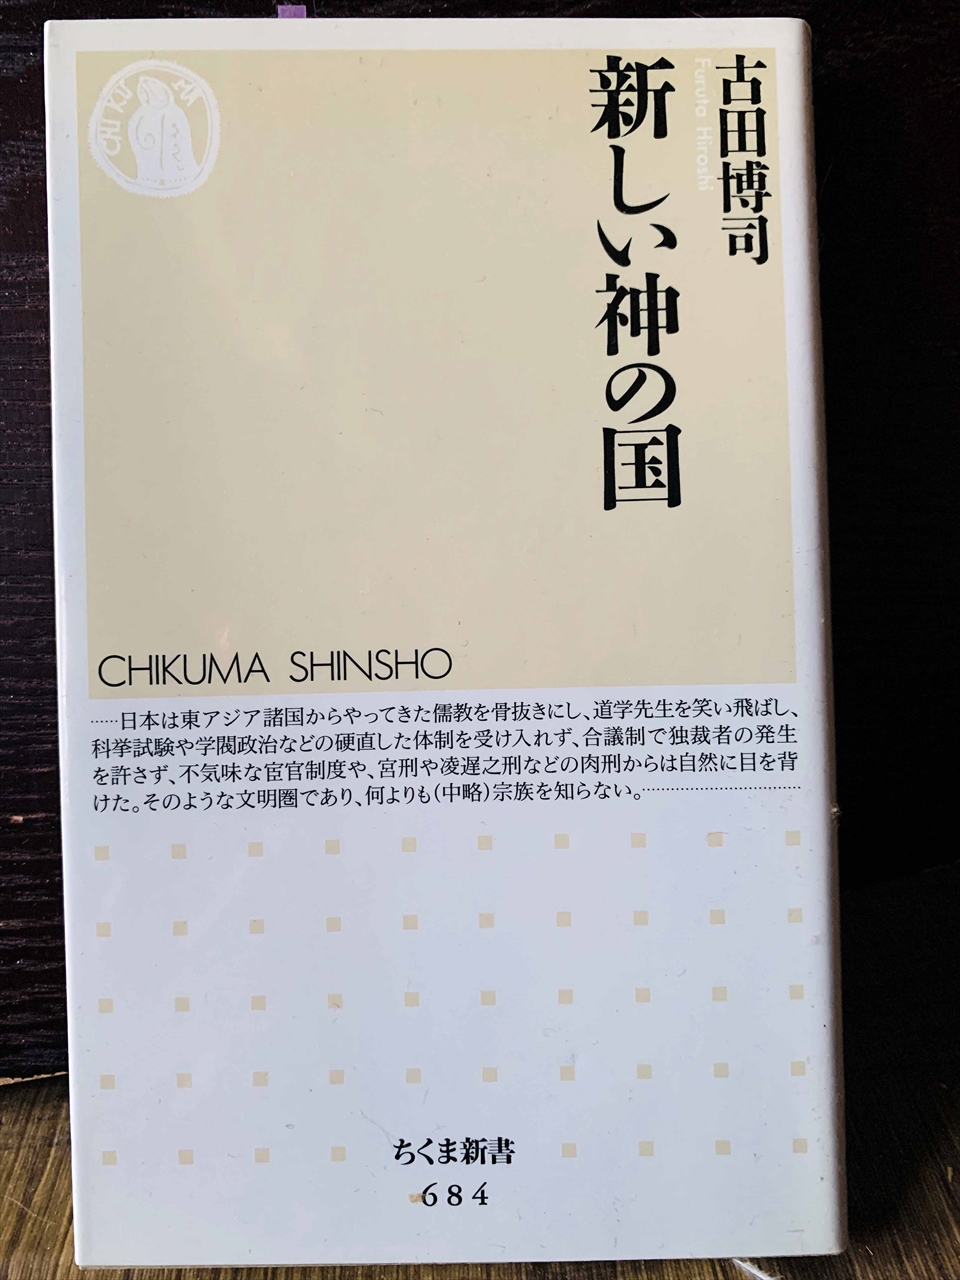 古田博司
Furuta Hiroshi
新しい神の国
CHIKUMA
CHIKUMA SHINSHO
……日本は東アジア諸国からやってきた儒教を骨抜きにし、道学先生を笑い飛ばし、
科挙試験や学閥政治などの硬直した体制を受け入れず、合議制で独裁者の発生
を許さず、不気味な宦官制度や、宮刑や凌遅之刑などの肉刑からは自然に目を背
けた。そのような文明圏であり、何よりも(中略)宗族を知らない。……………………………
ちくま新書
684